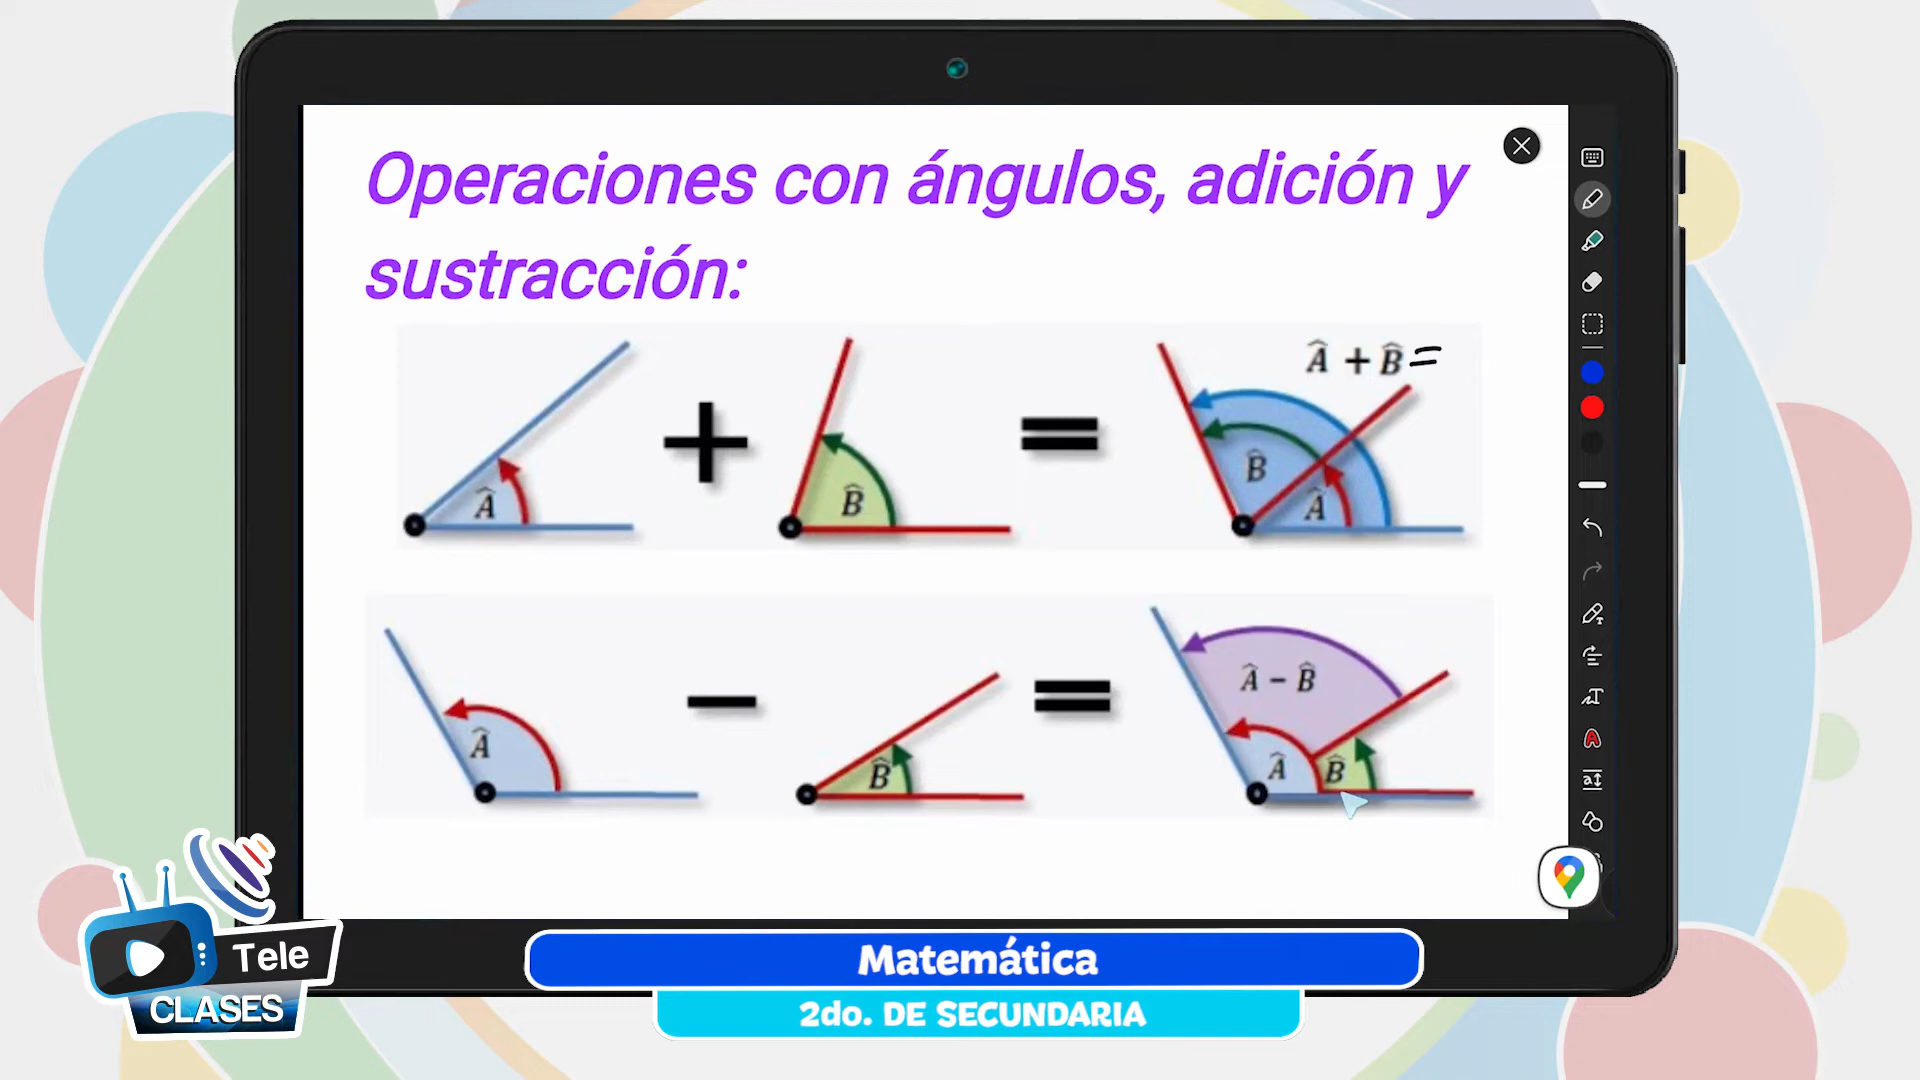 Operaciones con ángulos, adición y
sustracción:
Â + B̂ =
Â + B̂ = B̂ Â
Â - B̂
Â - B̂ = Â B̂
Tele
CLASES
Matemática
2do. DE SECUNDARIA